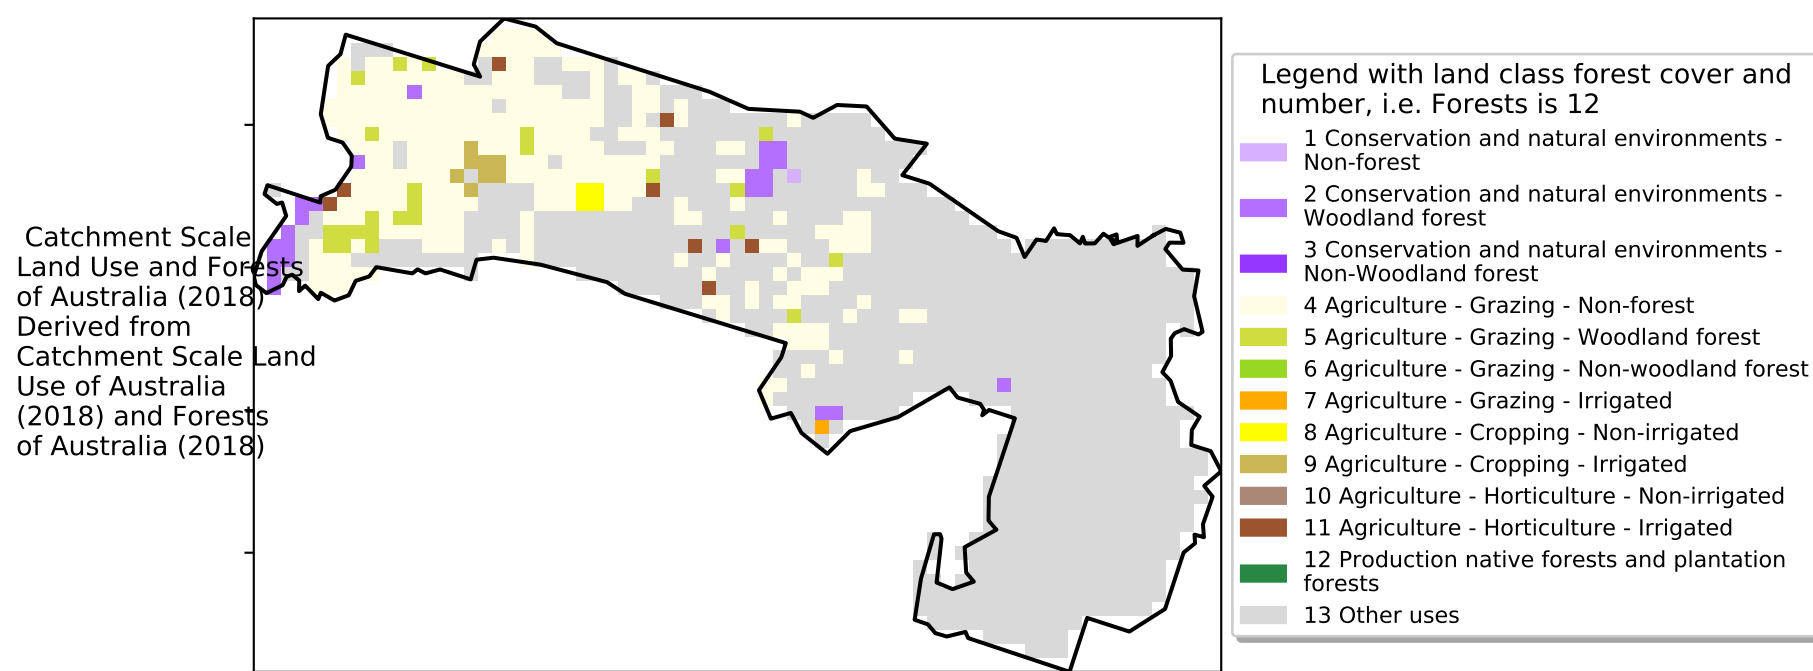 Catchment Scale
Land Use and Forests
of Australia (2018)
Derived from
Catchment Scale Land
Use of Australia
(2018) and Forests
of Australia (2018)
Legend with land class forest cover and
number, i.e. Forests is 12
1 Conservation and natural environments -
Non-forest
2 Conservation and natural environments -
Woodland forest
3 Conservation and natural environments -
Non-Woodland forest
4 Agriculture - Grazing - Non-forest
5 Agriculture - Grazing - Woodland forest
6 Agriculture - Grazing - Non-woodland forest
7 Agriculture - Grazing - Irrigated
8 Agriculture - Cropping - Non-irrigated
9 Agriculture - Cropping - Irrigated
10 Agriculture - Horticulture - Non-irrigated
11 Agriculture - Horticulture - Irrigated
12 Production native forests and plantation
forests
13 Other uses